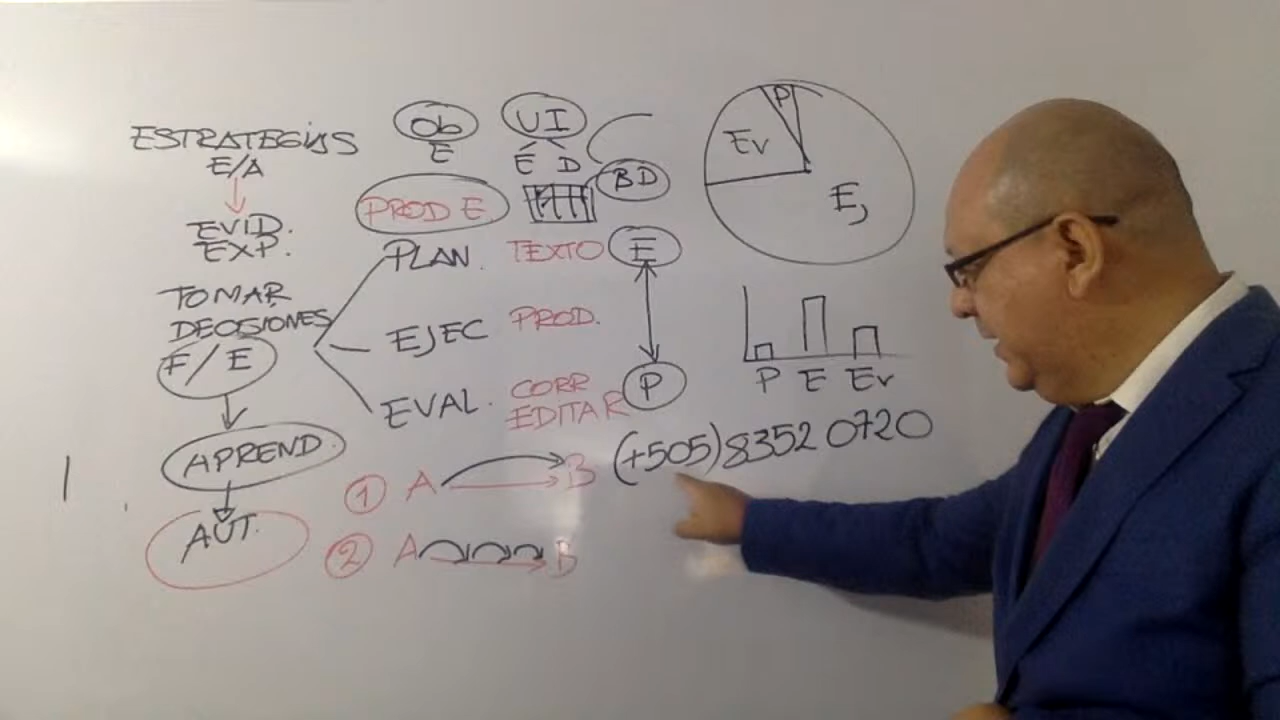 ESTRATEGIAS
E/A
EVID.
EXP.
TOMAR
DECISIONES
F/E
APREND.
AUT.
Ob
E
PROD E.
PLAN.
EJEC
EVAL.
VI
E D
BD
TEXTO
PROD.
CORR
EDITAR
E
P
① A B
② A B
P
Ev
Ej
P E Ev
(+505) 8352 0720